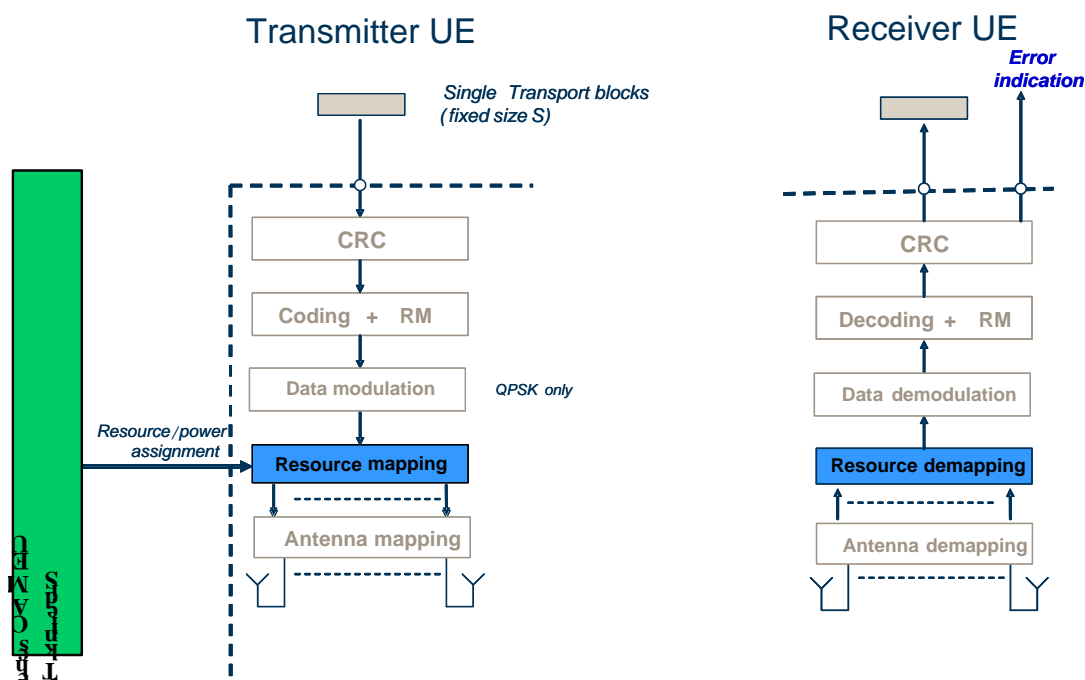 Transmitter UE
Receiver UE
Error
indication
Single Transport blocks
(fixed size S)
CRC
CRC
Coding + RM
Decoding + RM
Data modulation
QPSK only
Data demodulation
Resource/power
assignment
Resource mapping
Resource demapping
Antenna mapping
Antenna demapping